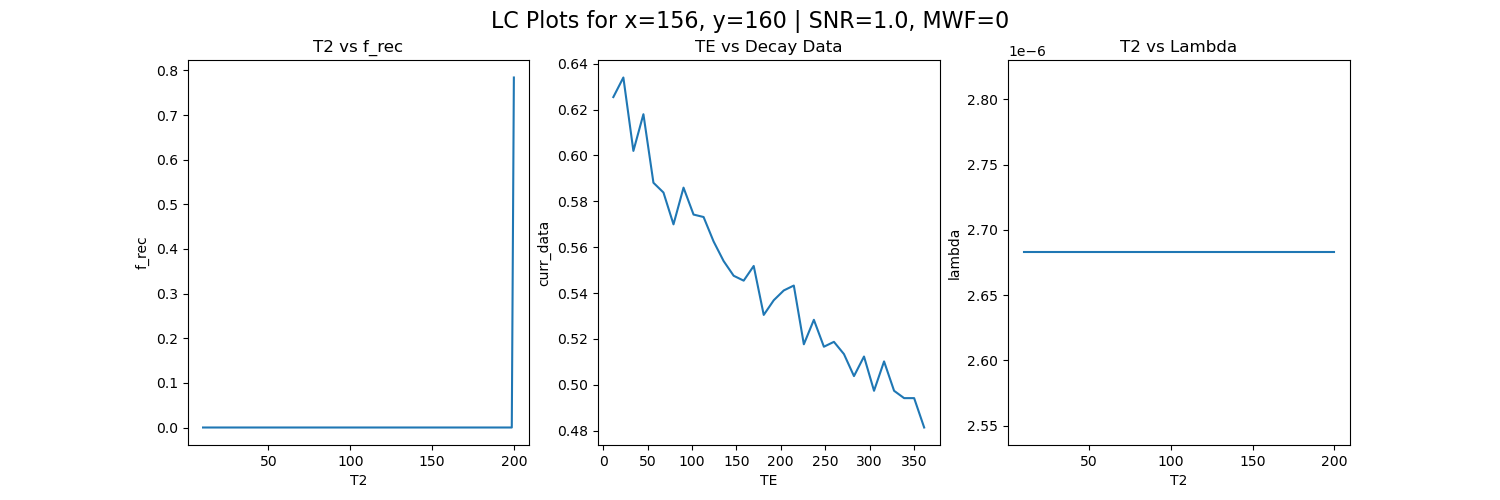 LC Plots for x=156, y=160 | SNR=1.0, MWF=0
T2 vs f_rec
0.8
0.7
0.6
0.5
0.4
0.3
0.2
0.1
0.0
f_rec
50 100 150 200
T2
TE vs Decay Data
0.64
0.62
0.60
0.58
0.56
0.54
0.52
0.50
0.48
curr_data
0 50 100 150 200 250 300 350
TE
T2 vs Lambda
1e−6
2.80
2.75
2.70
2.65
2.60
2.55
lambda
50 100 150 200
T2